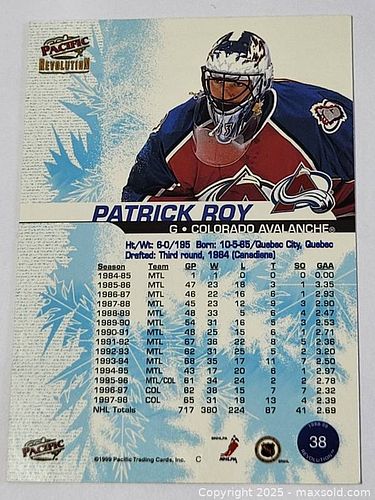 PACIFIC
REVOLUTION
PATRICK ROY
G • COLORADO AVALANCHE®
Ht/Wt: 6-0/195 Born: 10-5-65/Quebec City, Quebec
Drafted: Third round, 1984 (Canadiens)
Season Team GP W L T SO GAA
1984-85 MTL 1 1 0 0 0 0.00
1985-86 MTL 47 23 18 3 1 3.35
1986-87 MTL 46 22 16 6 1 2.93
1987-88 MTL 45 23 12 9 3 2.90
1988-89 MTL 48 33 5 6 4 2.47
1989-90 MTL 54 31 16 5 3 2.53
1990-91 MTL 48 25 15 6 1 2.71
1991-92 MTL 67 36 22 8 5 2.36
1992-93 MTL 62 31 25 5 2 3.20
1993-94 MTL 68 35 17 11 7 2.50
1994-95 MTL 43 17 20 6 1 2.97
1995-96 MTL/COL 61 34 24 2 2 2.78
1996-97 COL 62 38 15 7 7 2.32
1997-98 COL 65 31 19 13 4 2.39
NHL Totals 717 380 224 87 41 2.69
1998-99
38
REVOLUTION
PACIFIC
©1999 Pacific Trading Cards, Inc. C
Copyright 2025 - maxsold.com